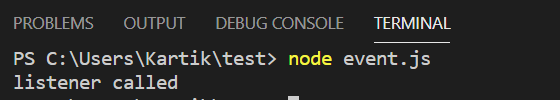 PROBLEMS OUTPUT DEBUG CONSOLE TERMINAL
PS C:\Users\Kartik\test> node event.js
listener called